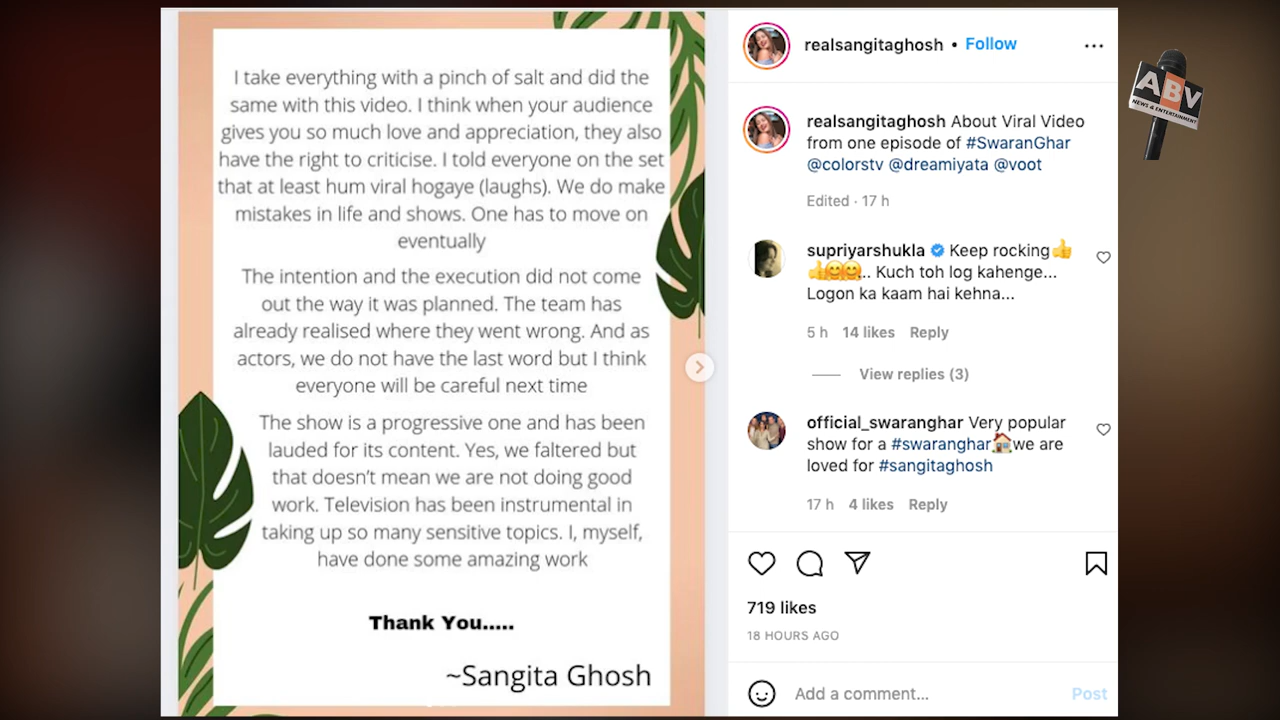 I take everything with a pinch of salt and did the
same with this video. I think when your audience
gives you so much love and appreciation, they also
have the right to criticise. I told everyone on the set
that at least hum viral hogaye (laughs). We do make
mistakes in life and shows. One has to move on
eventually
The intention and the execution did not come
out the way it was planned. The team has
already realised where they went wrong. And as
actors, we do not have the last word but I think
everyone will be careful next time
The show is a progressive one and has been
lauded for its content. Yes, we faltered but
that doesn’t mean we are not doing good
work. Television has been instrumental in
taking up so many sensitive topics. I, myself,
have done some amazing work
Thank You.....
~Sangita Ghosh
realsangitaghosh • Follow
realsangitaghosh About Viral Video
from one episode of #SwaranGhar
@colorstv @dreamiyata @voot
Edited · 17 h
supriyarshukla Keep rocking👍
👍🤗🤗.. Kuch toh log kahenge...
Logon ka kaam hai kehna...
5 h 14 likes Reply
View replies (3)
official_swaranghar Very popular
show for a #swaranghar🏠we are
loved for #sangitaghosh
17 h 4 likes Reply
719 likes
18 HOURS AGO
Add a comment... Post
ABV
NEWS & ENTERTAINMENT